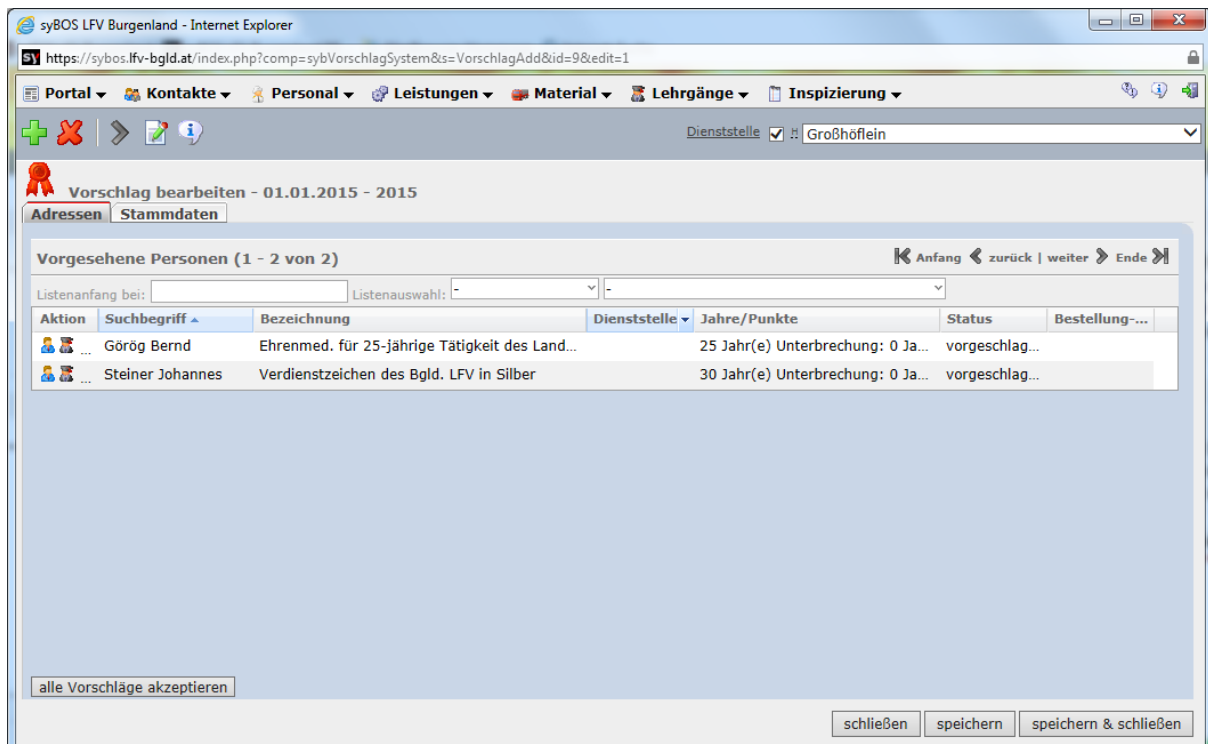 syBOS LFV Burgenland - Internet Explorer
sy https://sybos.lfv-bgld.at/index.php?comp=sybVorschlagSystem&s=VorschlagAdd&id=9&edit=1
Portal Kontakte Personal Leistungen Material Lehrgänge Inspizierung
Dienststelle Großhöflein
Vorschlag bearbeiten - 01.01.2015 - 2015
Adressen Stammdaten
Vorgesehene Personen (1 - 2 von 2) Anfang zurück | weiter Ende
Listenanfang bei: Listenauswahl: - -
Aktion Suchbegriff Bezeichnung Dienststelle Jahre/Punkte Status Bestellung-...
... Görög Bernd Ehrenmed. für 25-jährige Tätigkeit des Land... 25 Jahr(e) Unterbrechung: 0 Ja... vorgeschlag...
... Steiner Johannes Verdienstzeichen des Bgld. LFV in Silber 30 Jahr(e) Unterbrechung: 0 Ja... vorgeschlag...
alle Vorschläge akzeptieren
schließen speichern speichern & schließen